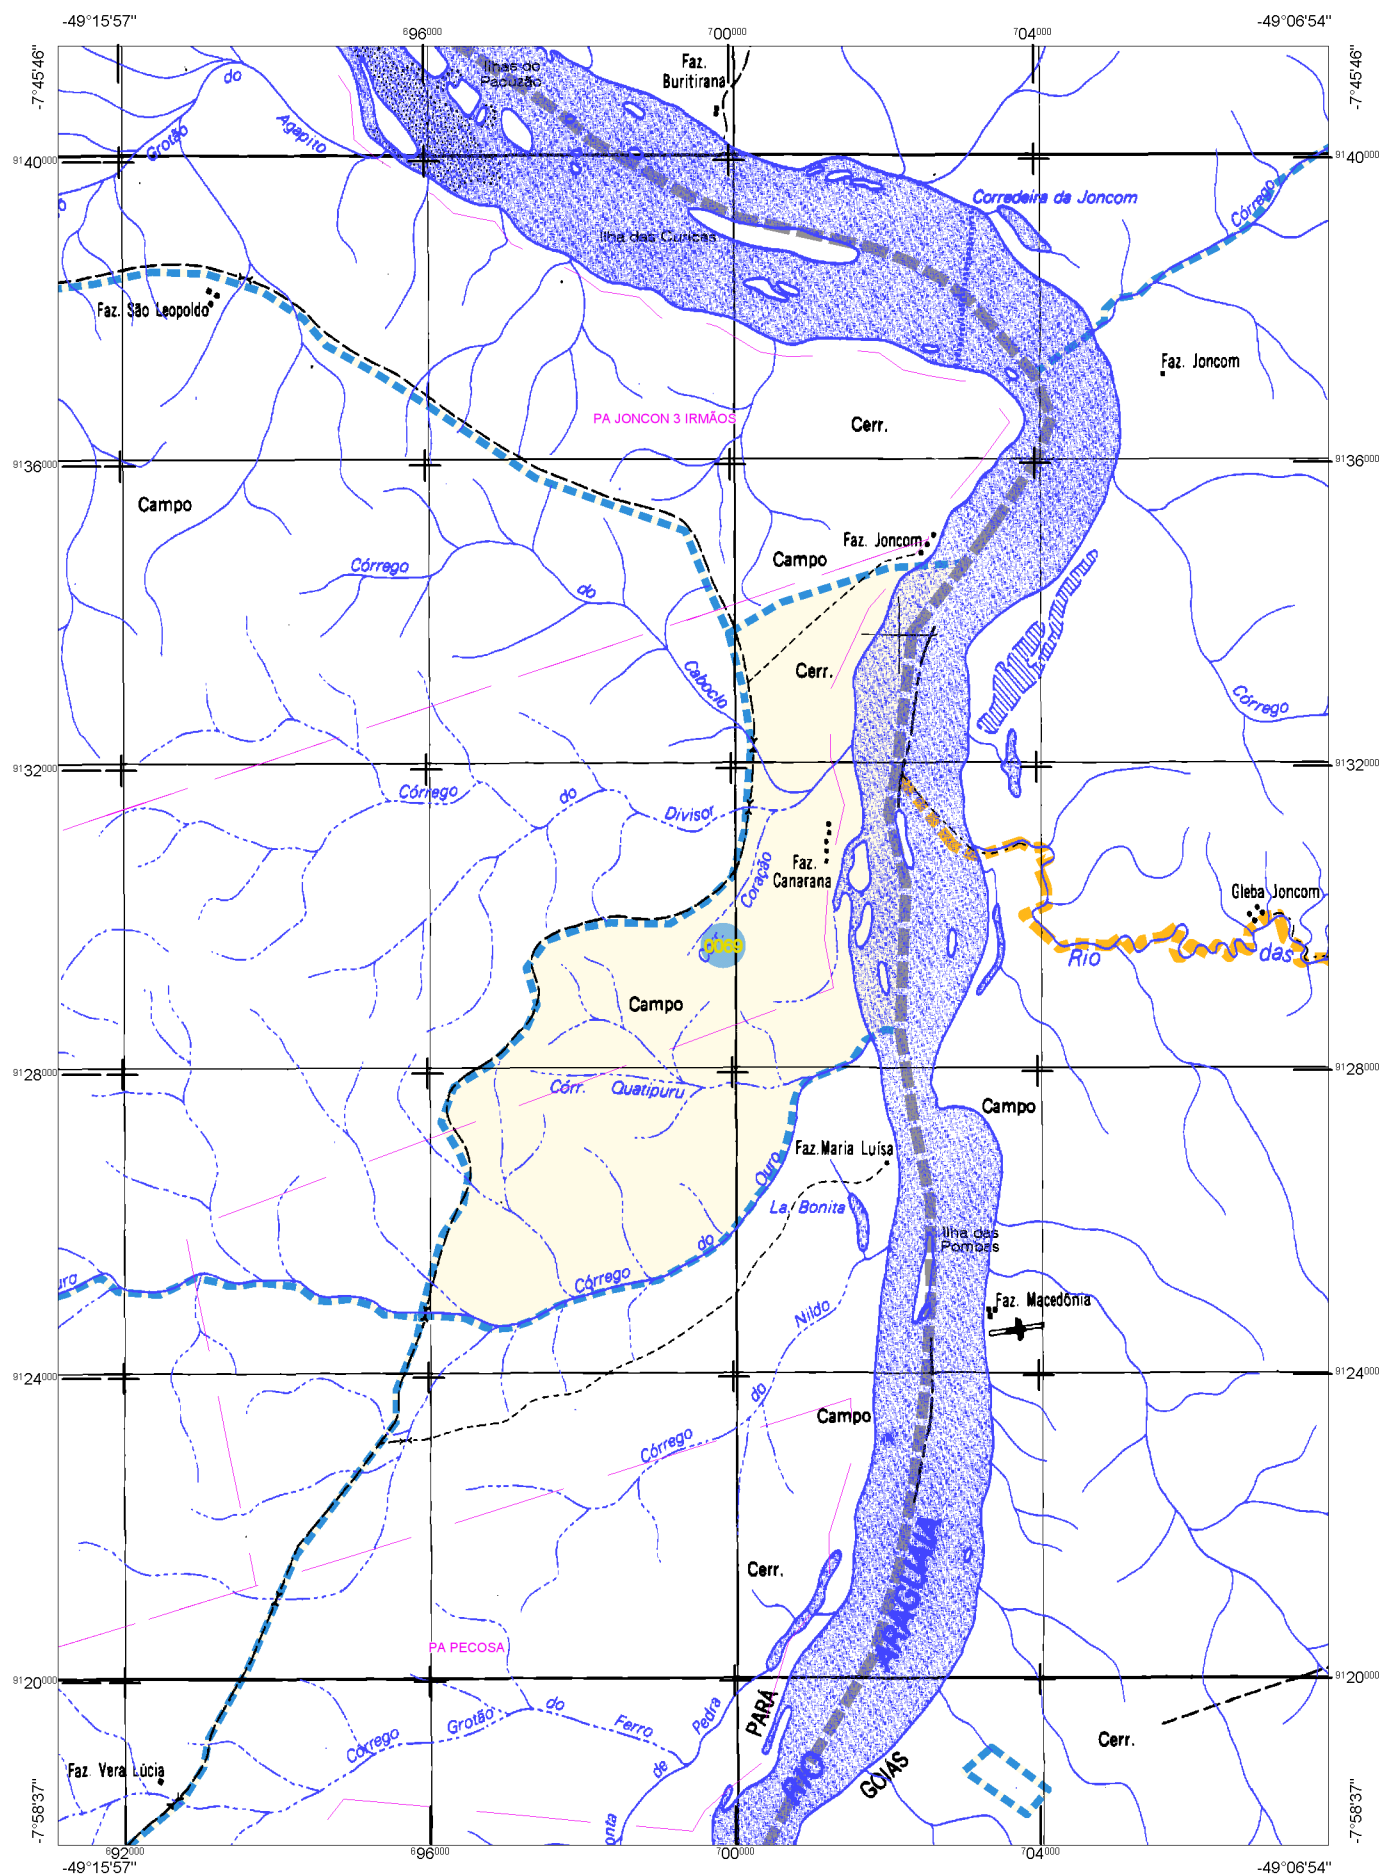 -49°15'57"
-49°06'54"
696000
700000
704000
-7°45'46"
-7°45'46"
Ilhas do
Pacuzão
Faz.
Buritirana
do
Grotão
Agapito
9140000
9140000
Corredeira da Joncom
Córrego
Ilha das Curicas
Faz. São Leopoldo
Faz. Joncom
PA JONCON 3 IRMÃOS
Cerr.
9136000
9136000
Campo
Faz. Joncom
Campo
Córrego
do
Cerr.
Caboclo
Córrego
9132000
9132000
Córrego
do
Divisor
Faz.
Canarana
Coração
Gleba Joncom
0089
Rio
das
Campo
9128000
9128000
Córr.
Quatipuru
Campo
Faz. Maria Luísa
Ouro
La. Bonita
do
Ilha das
Pombas
uro
Córrego
Nildo
Faz. Macedônia
9124000
9124000
do
Campo
Córrego
ARAGUAIA
Cerr.
PA PECOSA
9120000
9120000
PARÁ
do
Grotão
Ferro
Pedra
Córrego
de
Cerr.
RIO
GOIÁS
Faz. Vera Lúcia
onta
-7°58'37"
-7°58'37"
692000
696000
700000
704000
-49°15'57"
-49°06'54"